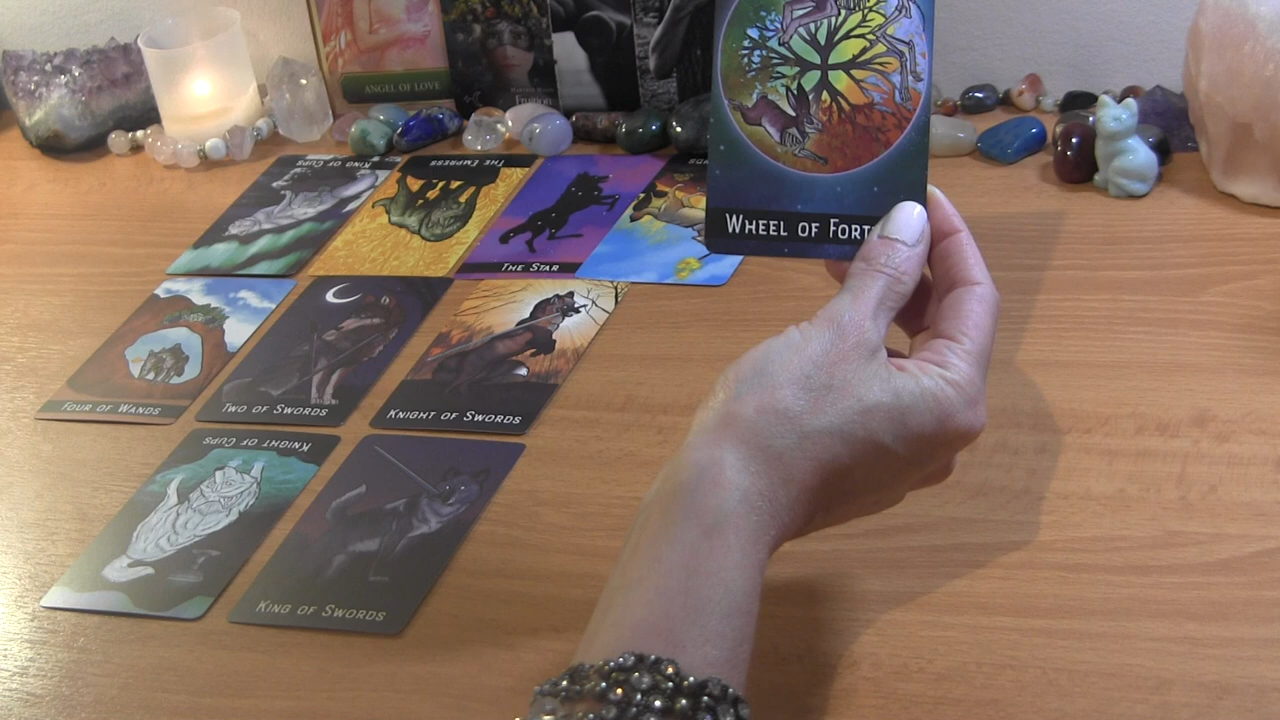 ANGEL OF LOVE
WHEEL OF FORT
KING OF CUPS
THE EMPRESS
THE STAR
FOUR OF WANDS
TWO OF SWORDS
KNIGHT OF SWORDS
KNIGHT OF CUPS
KING OF SWORDS